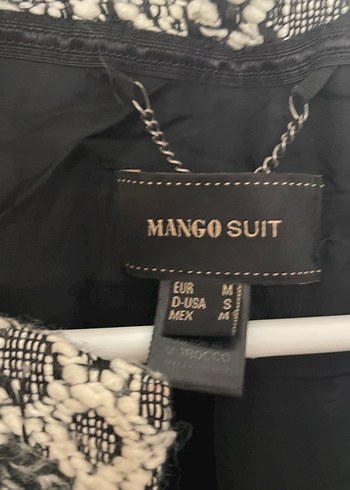 MANGO SUIT
EUR M
D-USA S
MEX M